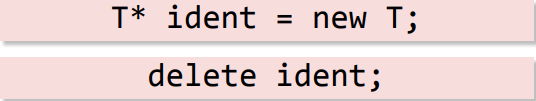 T* ident = new T;
delete ident;